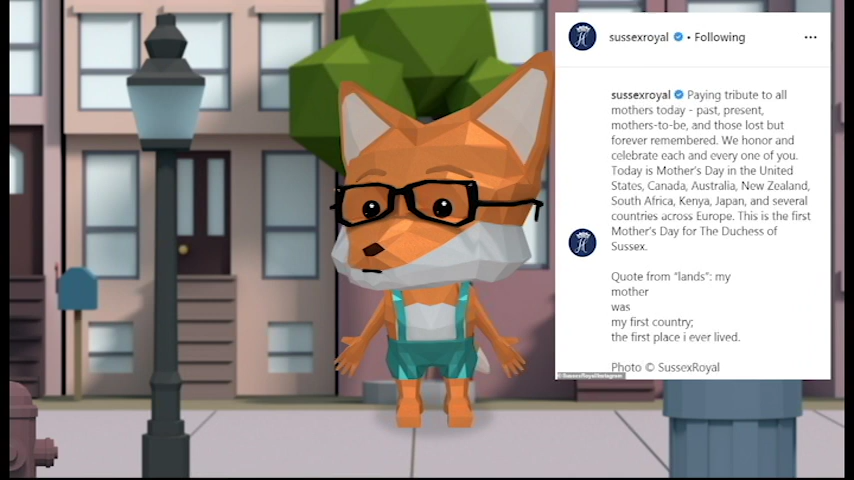 sussexroyal • Following
sussexroyal Paying tribute to all
mothers today - past, present,
mothers-to-be, and those lost but
forever remembered. We honor and
celebrate each and every one of you.
Today is Mother's Day in the United
States, Canada, Australia, New Zealand,
South Africa, Kenya, Japan, and several
countries across Europe. This is the first
Mother's Day for The Duchess of
Sussex.
Quote from "lands": my
mother
was
my first country;
the first place i ever lived.
Photo © SussexRoyal